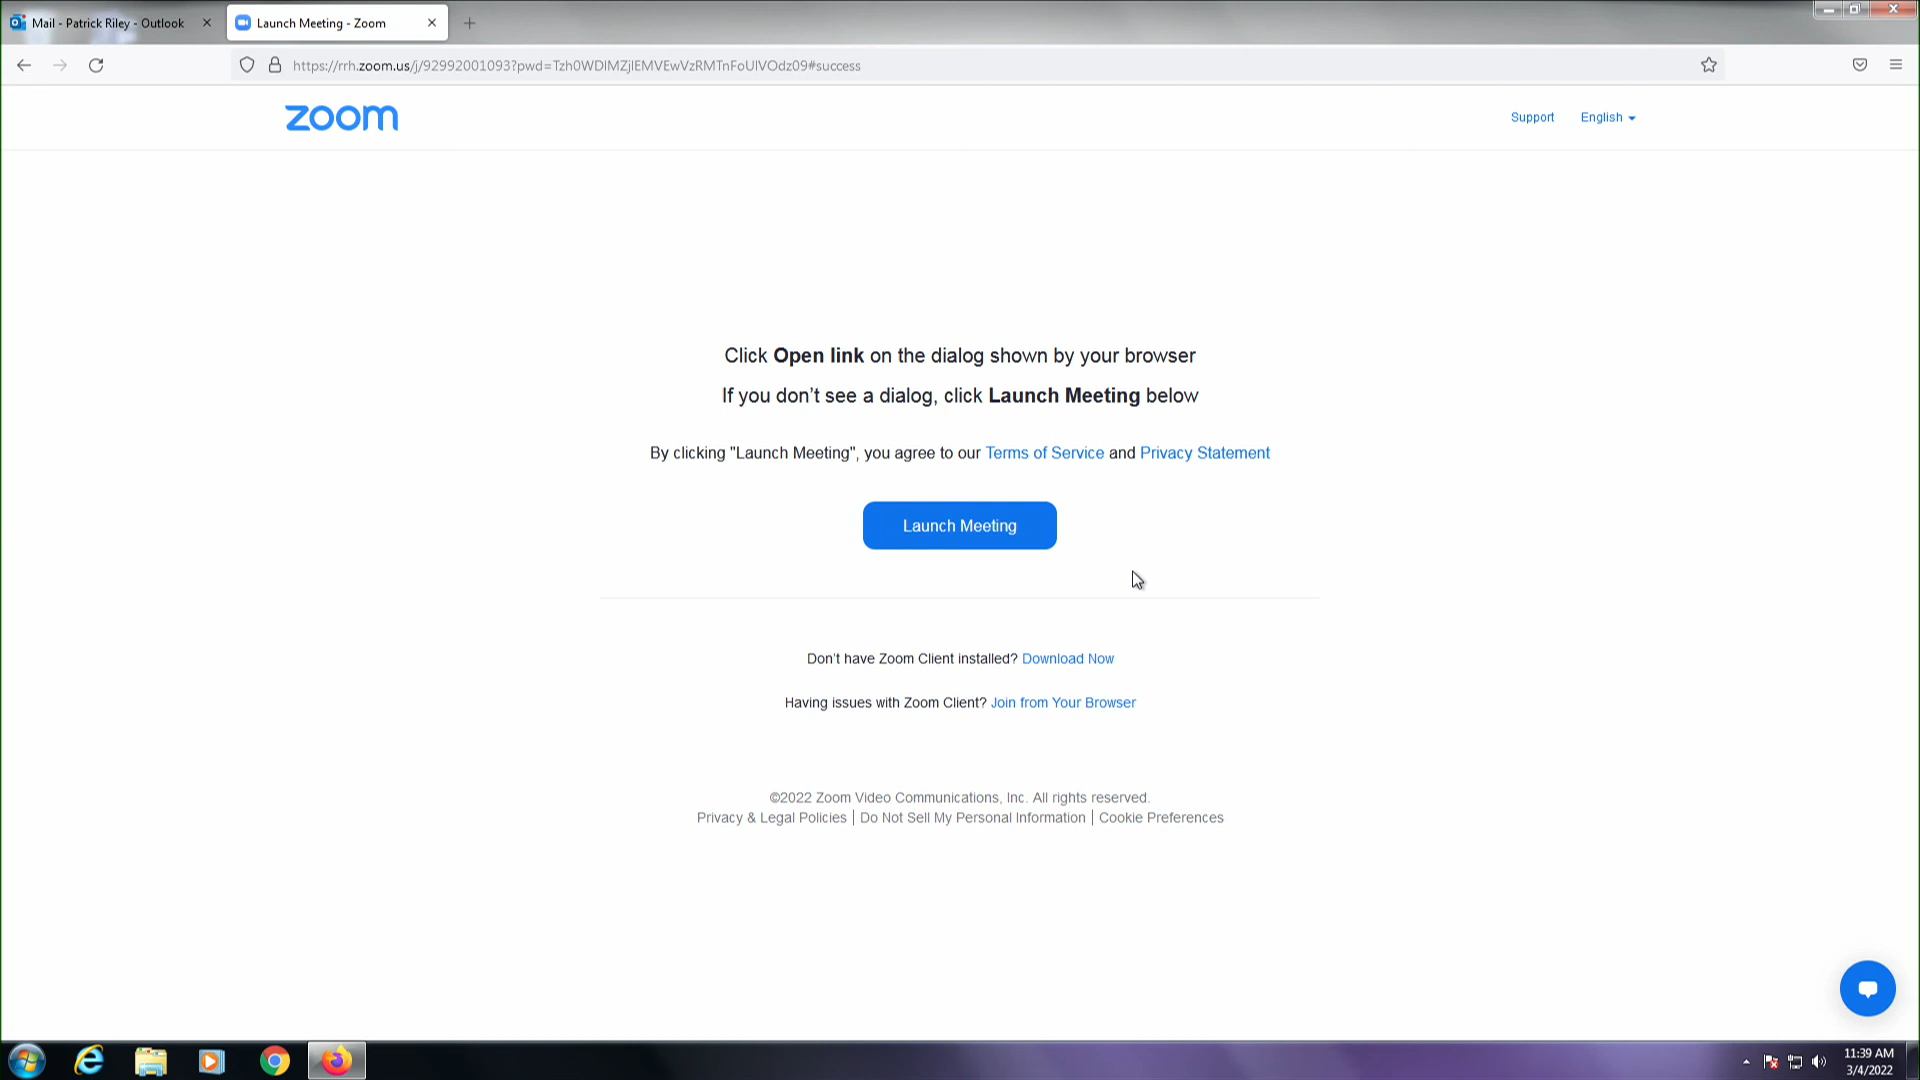 Mail - Patrick Riley - Outlook
Launch Meeting - Zoom
https://rrh.zoom.us/j/92992001093?pwd=Tzh0WDlMZjlEMVEwVzRMTnFoUlVOdz09#success
zoom
Support
English
Click Open link on the dialog shown by your browser
If you don’t see a dialog, click Launch Meeting below
By clicking "Launch Meeting", you agree to our Terms of Service and Privacy Statement
Launch Meeting
Don’t have Zoom Client installed? Download Now
Having issues with Zoom Client? Join from Your Browser
©2022 Zoom Video Communications, Inc. All rights reserved.
Privacy & Legal Policies | Do Not Sell My Personal Information | Cookie Preferences
11:39 AM
3/4/2022